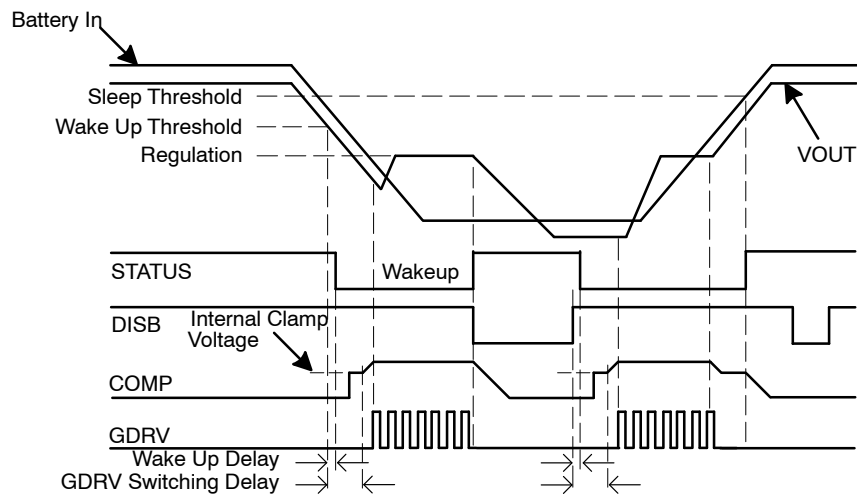 Battery In
Sleep Threshold
Wake Up Threshold
Regulation
VOUT
STATUS
Wakeup
DISB
Internal Clamp
Voltage
COMP
GDRV
Wake Up Delay
GDRV Switching Delay